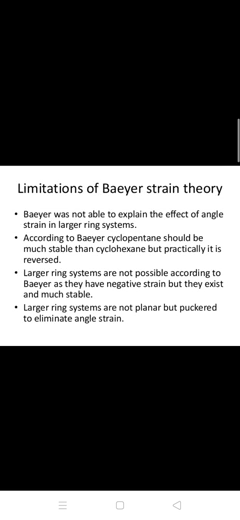 Limitations of Baeyer strain theory
• Baeyer was not able to explain the effect of angle
strain in larger ring systems.
• According to Baeyer cyclopentane should be
much stable than cyclohexane but practically it is
reversed.
• Larger ring systems are not possible according to
Baeyer as they have negative strain but they exist
and much stable.
• Larger ring systems are not planar but puckered
to eliminate angle strain.